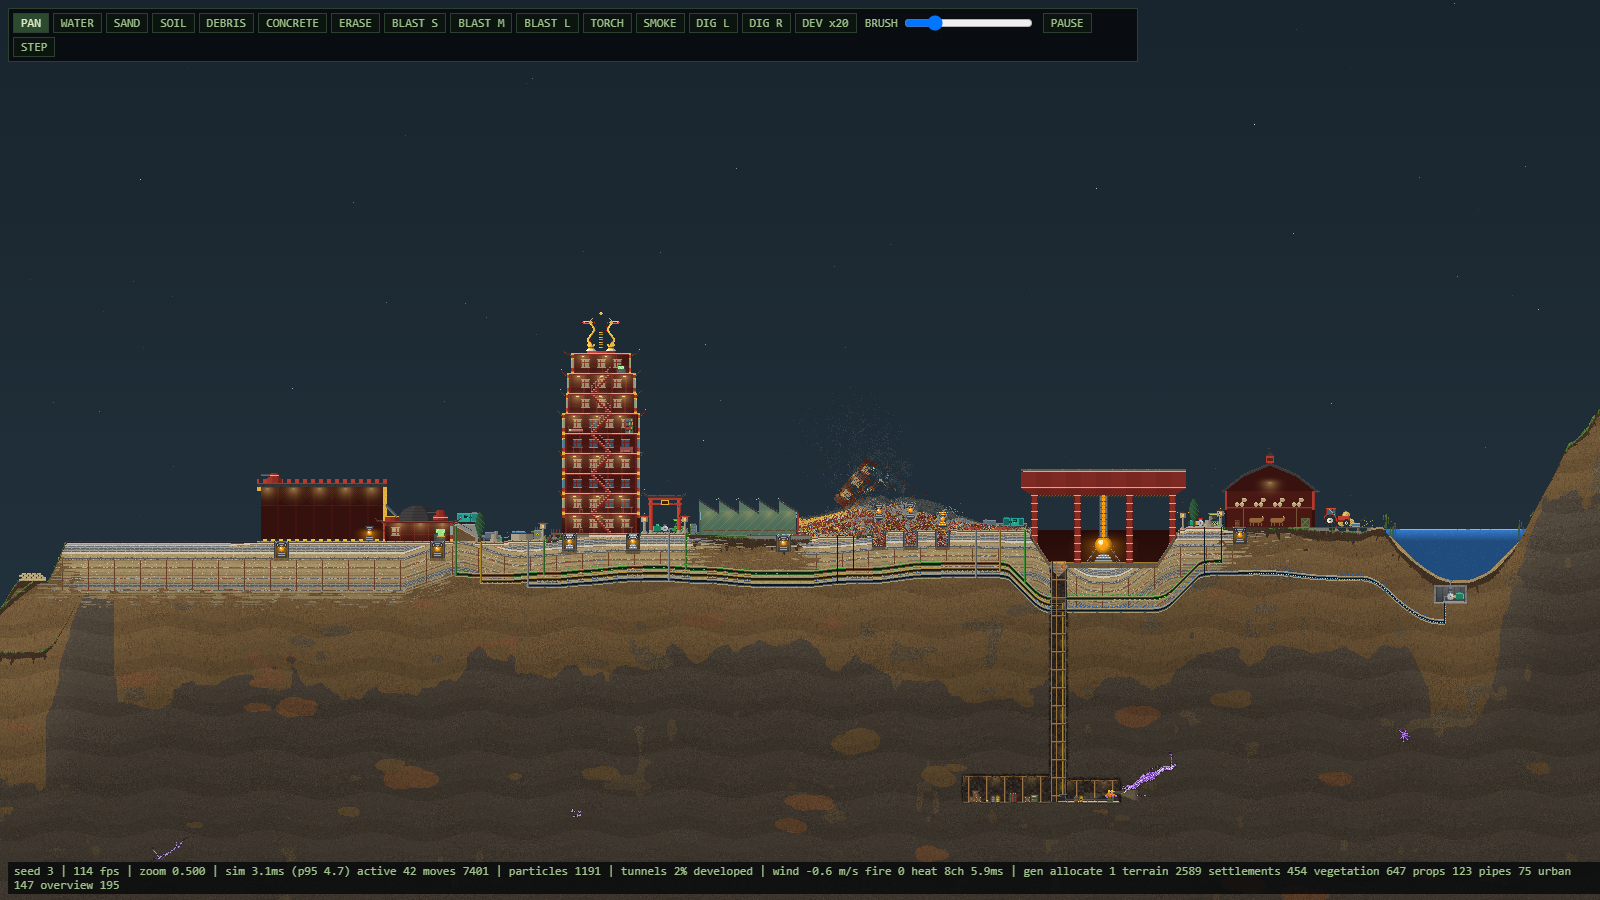 PAN WATER SAND SOIL DEBRIS CONCRETE ERASE BLAST S BLAST M BLAST L TORCH SMOKE DIG L DIG R DEV x20 BRUSH PAUSE
STEP
seed 3 | 114 fps | zoom 0.500 | sim 3.1ms (p95 4.7) active 42 moves 7401 | particles 1191 | tunnels 2% developed | wind -0.6 m/s fire 0 heat 8ch 5.9ms | gen allocate 1 terrain 2589 settlements 454 vegetation 647 props 123 pipes 75 urban
147 overview 195